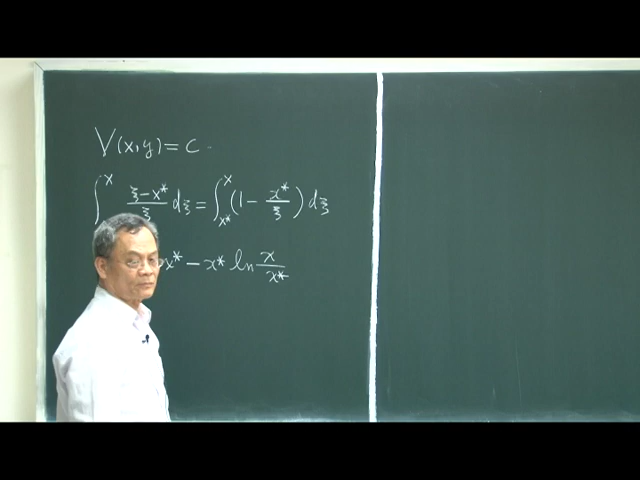 V(x,y) = c
∫^x (ξ-x*)/ξ dξ = ∫_{x*}^x (1 - x*/ξ) dξ
x* - x* ln x/x*